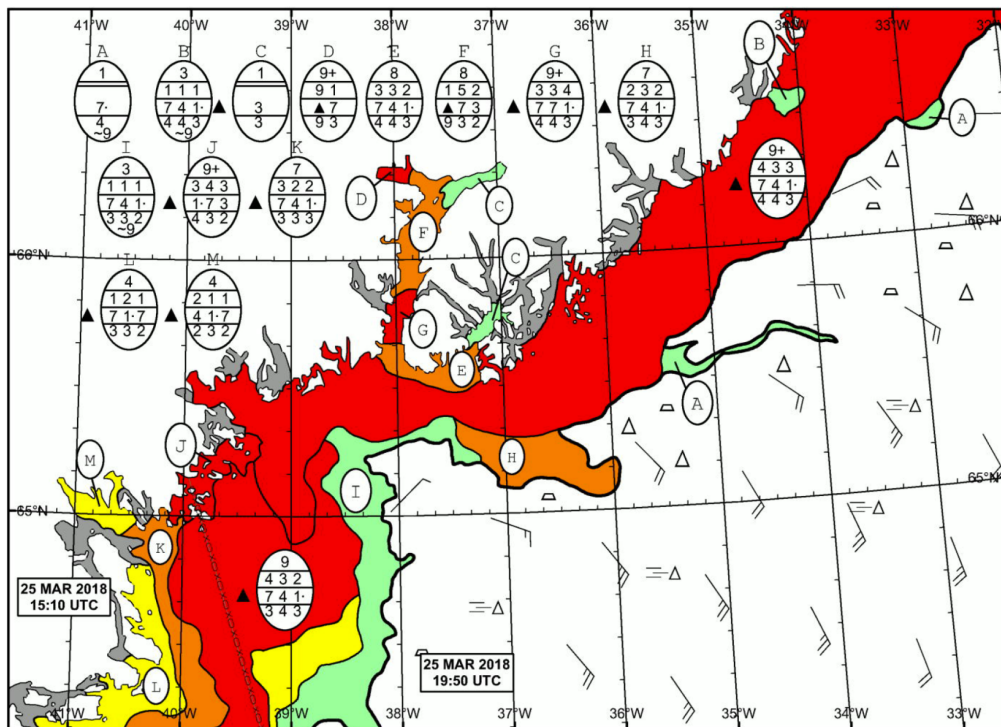 41°W 40°W 39°W 38°W 37°W 36°W 35°W 34°W 33°W 32°W
A B C D E F G H
1
7·
4
~9
3
1 1 1
7 4 1·
4 4 3
~9
1
3
3
9+
9 1
7
9 3
8
3 3 2
7 4 1·
4 4 3
8
1 5 2
7 3
9 3 2
9+
3 3 4
7 7 1·
4 4 3
7
2 3 2
7 4 1·
3 4 3
B
A
9+
4 3 3
7 4 1·
4 4 3
I J K
3
1 1 1
7 4 1·
3 3 2
~9
9+
3 4 3
1·7 3
4 3 2
7
3 2 2
7 4 1·
3 3 3
D
C
F
66°N
66°N
C
L M
4
1 2 1
7 1·7
3 3 2
4
2 1 1
4 1·7
2 3 2
G
E
A
J
H
M
I
65°N
65°N
K
9
4 3 2
7 4 1·
3 4 3
25 MAR 2018
15:10 UTC
25 MAR 2018
19:50 UTC
L
41°W 40°W 39°W 38°W 37°W 36°W 35°W 34°W 33°W 32°W